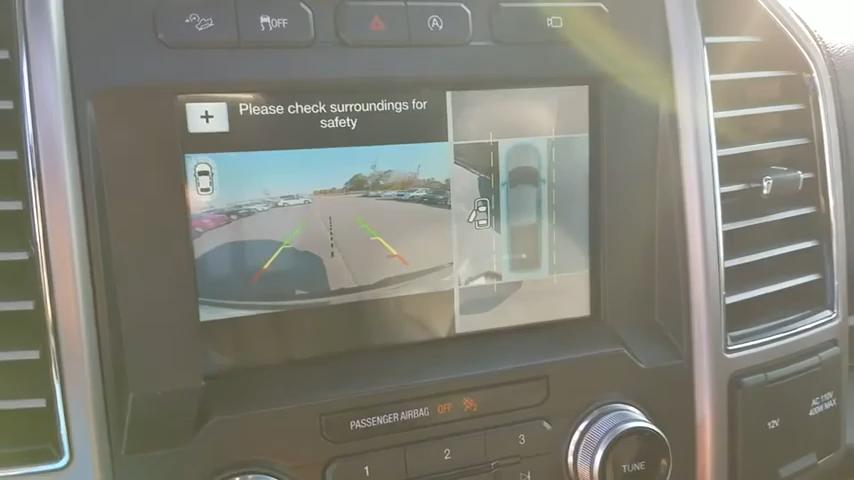 OFF
A
+
Please check surroundings for
safety
PASSENGER AIRBAG OFF
1
2
3
TUNE
12V
AC 110V
400W MAX